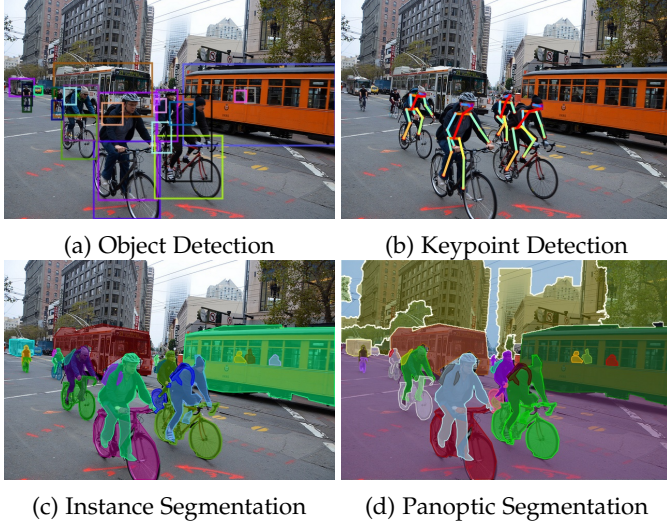 (a) Object Detection
(b) Keypoint Detection
(c) Instance Segmentation
(d) Panoptic Segmentation